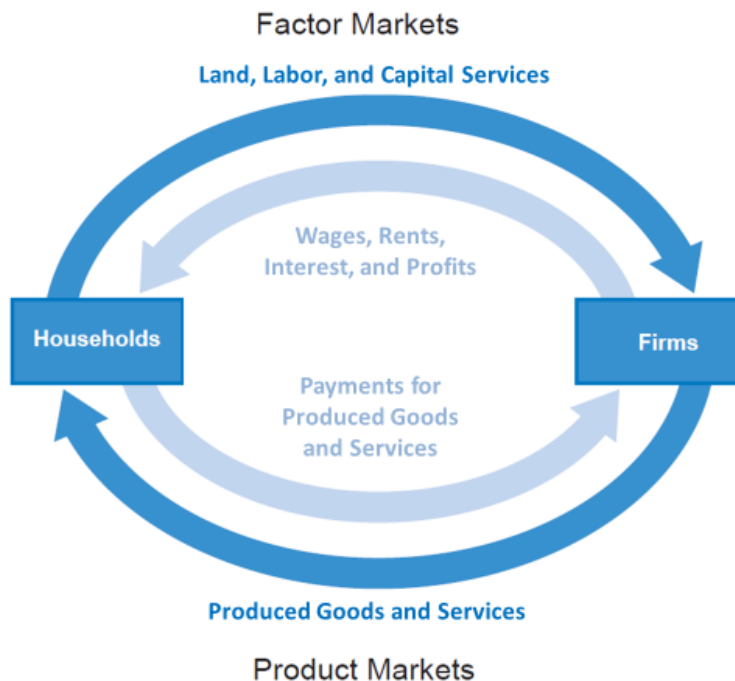 Factor Markets
Land, Labor, and Capital Services
Wages, Rents,
Interest, and Profits
Households
Firms
Payments for
Produced Goods
and Services
Produced Goods and Services
Product Markets